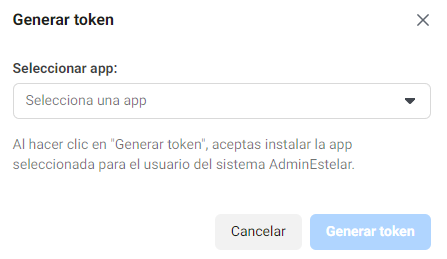 Generar token
Seleccionar app:
Selecciona una app
Al hacer clic en "Generar token", aceptas instalar la app
seleccionada para el usuario del sistema AdminEstelar.
Cancelar
Generar token